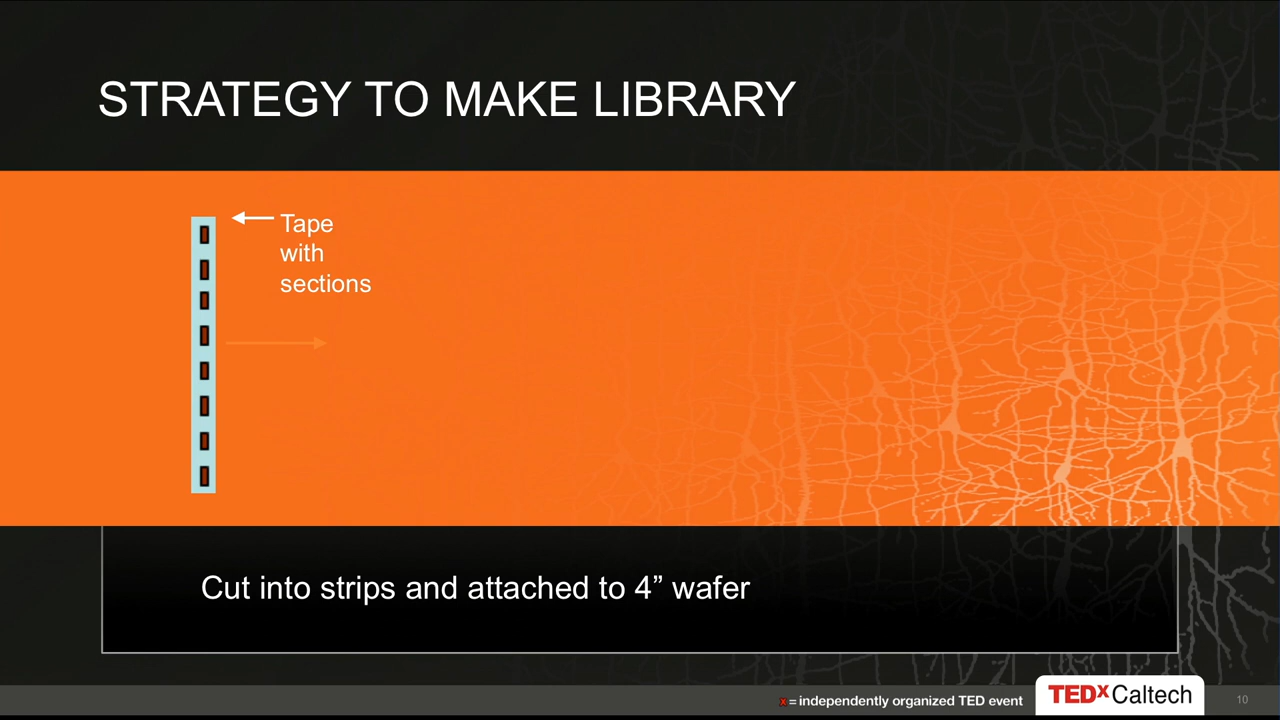 STRATEGY TO MAKE LIBRARY
Tape
with
sections
Cut into strips and attached to 4” wafer
x = independently organized TED event
TEDxCaltech
10